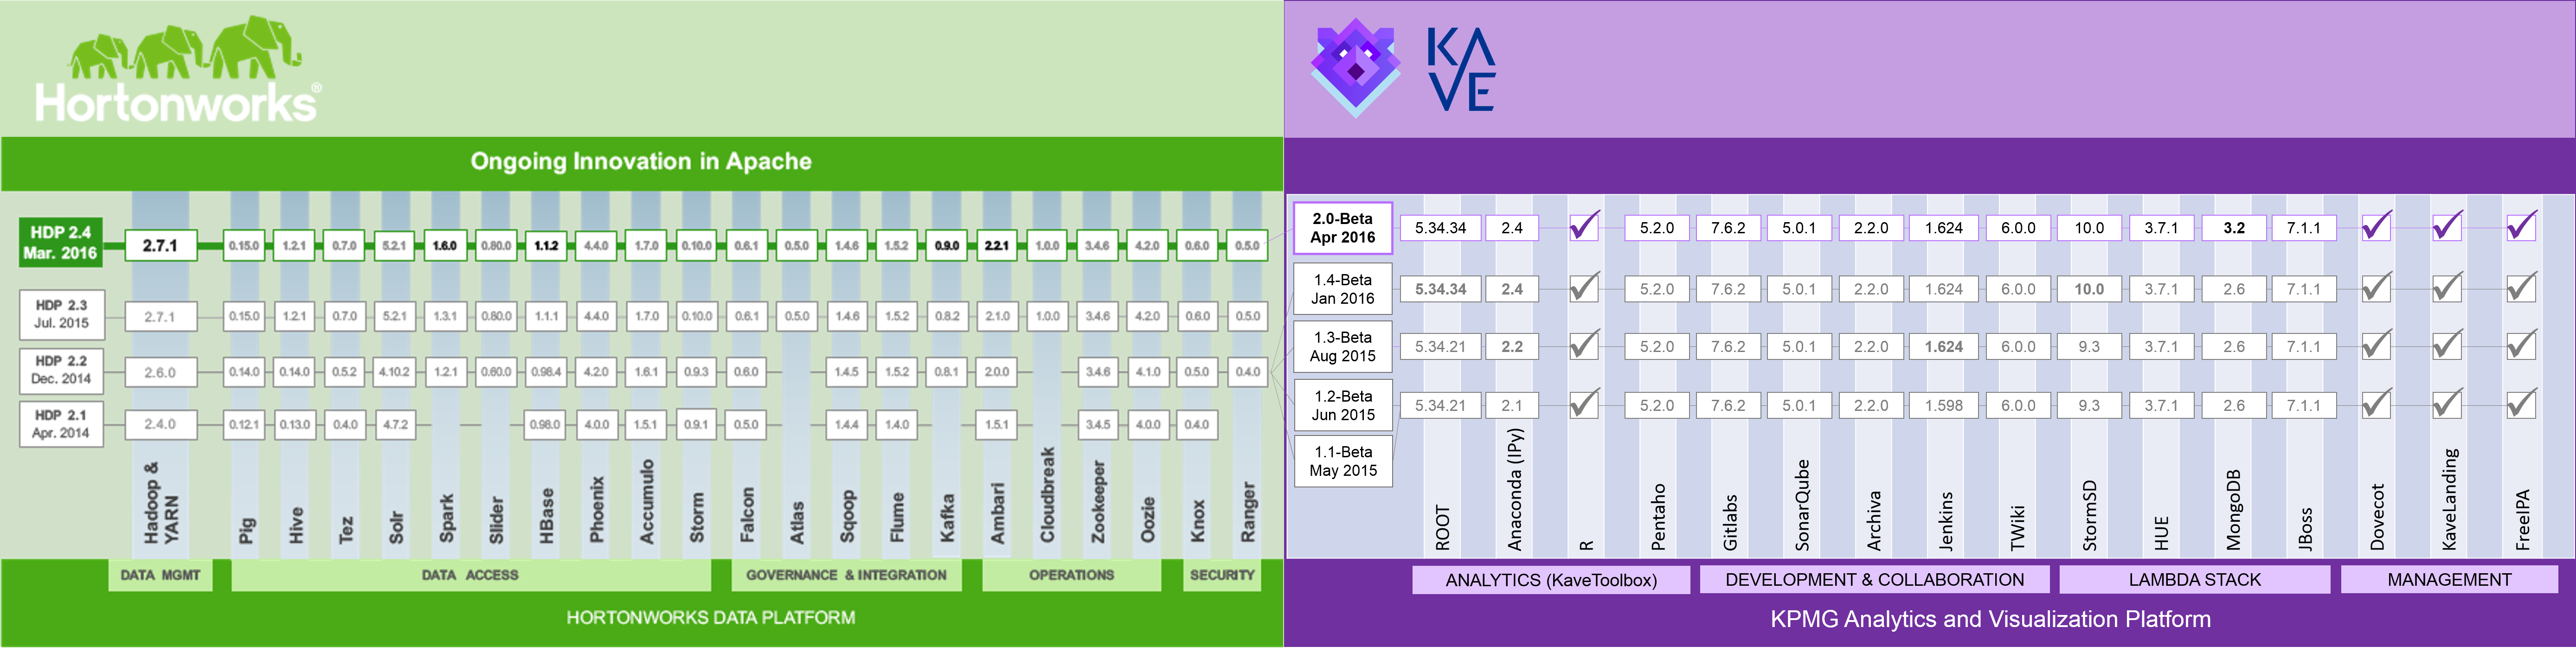 Hortonworks®
Ongoing Innovation in Apache
HDP 2.4
Mar. 2016
2.7.1 0.15.0 1.2.1 0.7.0 5.2.1 1.6.0 0.80.0 1.1.2 4.4.0 1.7.0 0.10.0 0.6.1 0.5.0 1.4.6 1.5.2 0.9.0 2.2.1 1.0.0 3.4.6 4.2.0 0.6.0 0.5.0
HDP 2.3
Jul. 2015
2.7.1 0.15.0 1.2.1 0.7.0 5.2.1 1.3.1 0.80.0 1.1.1 4.4.0 1.7.0 0.10.0 0.6.1 0.5.0 1.4.6 1.5.2 0.8.2 2.1.0 1.0.0 3.4.6 4.2.0 0.6.0 0.5.0
HDP 2.2
Dec. 2014
2.6.0 0.14.0 0.14.0 0.5.2 4.10.2 1.2.1 0.60.0 0.98.4 4.2.0 1.6.1 0.9.3 0.6.0 1.4.5 1.5.2 0.8.1 2.0.0 3.4.6 4.1.0 0.5.0 0.4.0
HDP 2.1
Apr. 2014
2.4.0 0.12.1 0.13.0 0.4.0 4.7.2 0.98.0 4.0.0 1.5.1 0.9.1 0.5.0 1.4.4 1.4.0 1.5.1 3.4.5 4.0.0 0.4.0
Hadoop &
YARN
Pig
Hive
Tez
Solr
Spark
Slider
HBase
Phoenix
Accumulo
Storm
Falcon
Atlas
Sqoop
Flume
Kafka
Ambari
Cloudbreak
Zookeeper
Oozie
Knox
Ranger
DATA MGMT
DATA ACCESS
GOVERNANCE & INTEGRATION
OPERATIONS
SECURITY
HORTONWORKS DATA PLATFORM
KA
VE
2.0-Beta
Apr 2016
5.34.34 2.4 5.2.0 7.6.2 5.0.1 2.2.0 1.624 6.0.0 10.0 3.7.1 3.2 7.1.1
1.4-Beta
Jan 2016
5.34.34 2.4 5.2.0 7.6.2 5.0.1 2.2.0 1.624 6.0.0 10.0 3.7.1 2.6 7.1.1
1.3-Beta
Aug 2015
5.34.21 2.2 5.2.0 7.6.2 5.0.1 2.2.0 1.624 6.0.0 9.3 3.7.1 2.6 7.1.1
1.2-Beta
Jun 2015
5.34.21 2.1 5.2.0 7.6.2 5.0.1 2.2.0 1.598 6.0.0 9.3 3.7.1 2.6 7.1.1
1.1-Beta
May 2015
ROOT
Anaconda (IPy)
R
Pentaho
Gitlabs
SonarQube
Archiva
Jenkins
TWiki
StormSD
HUE
MongoDB
JBoss
Dovecot
KaveLanding
FreeIPA
ANALYTICS (KaveToolbox)
DEVELOPMENT & COLLABORATION
LAMBDA STACK
MANAGEMENT
KPMG Analytics and Visualization Platform